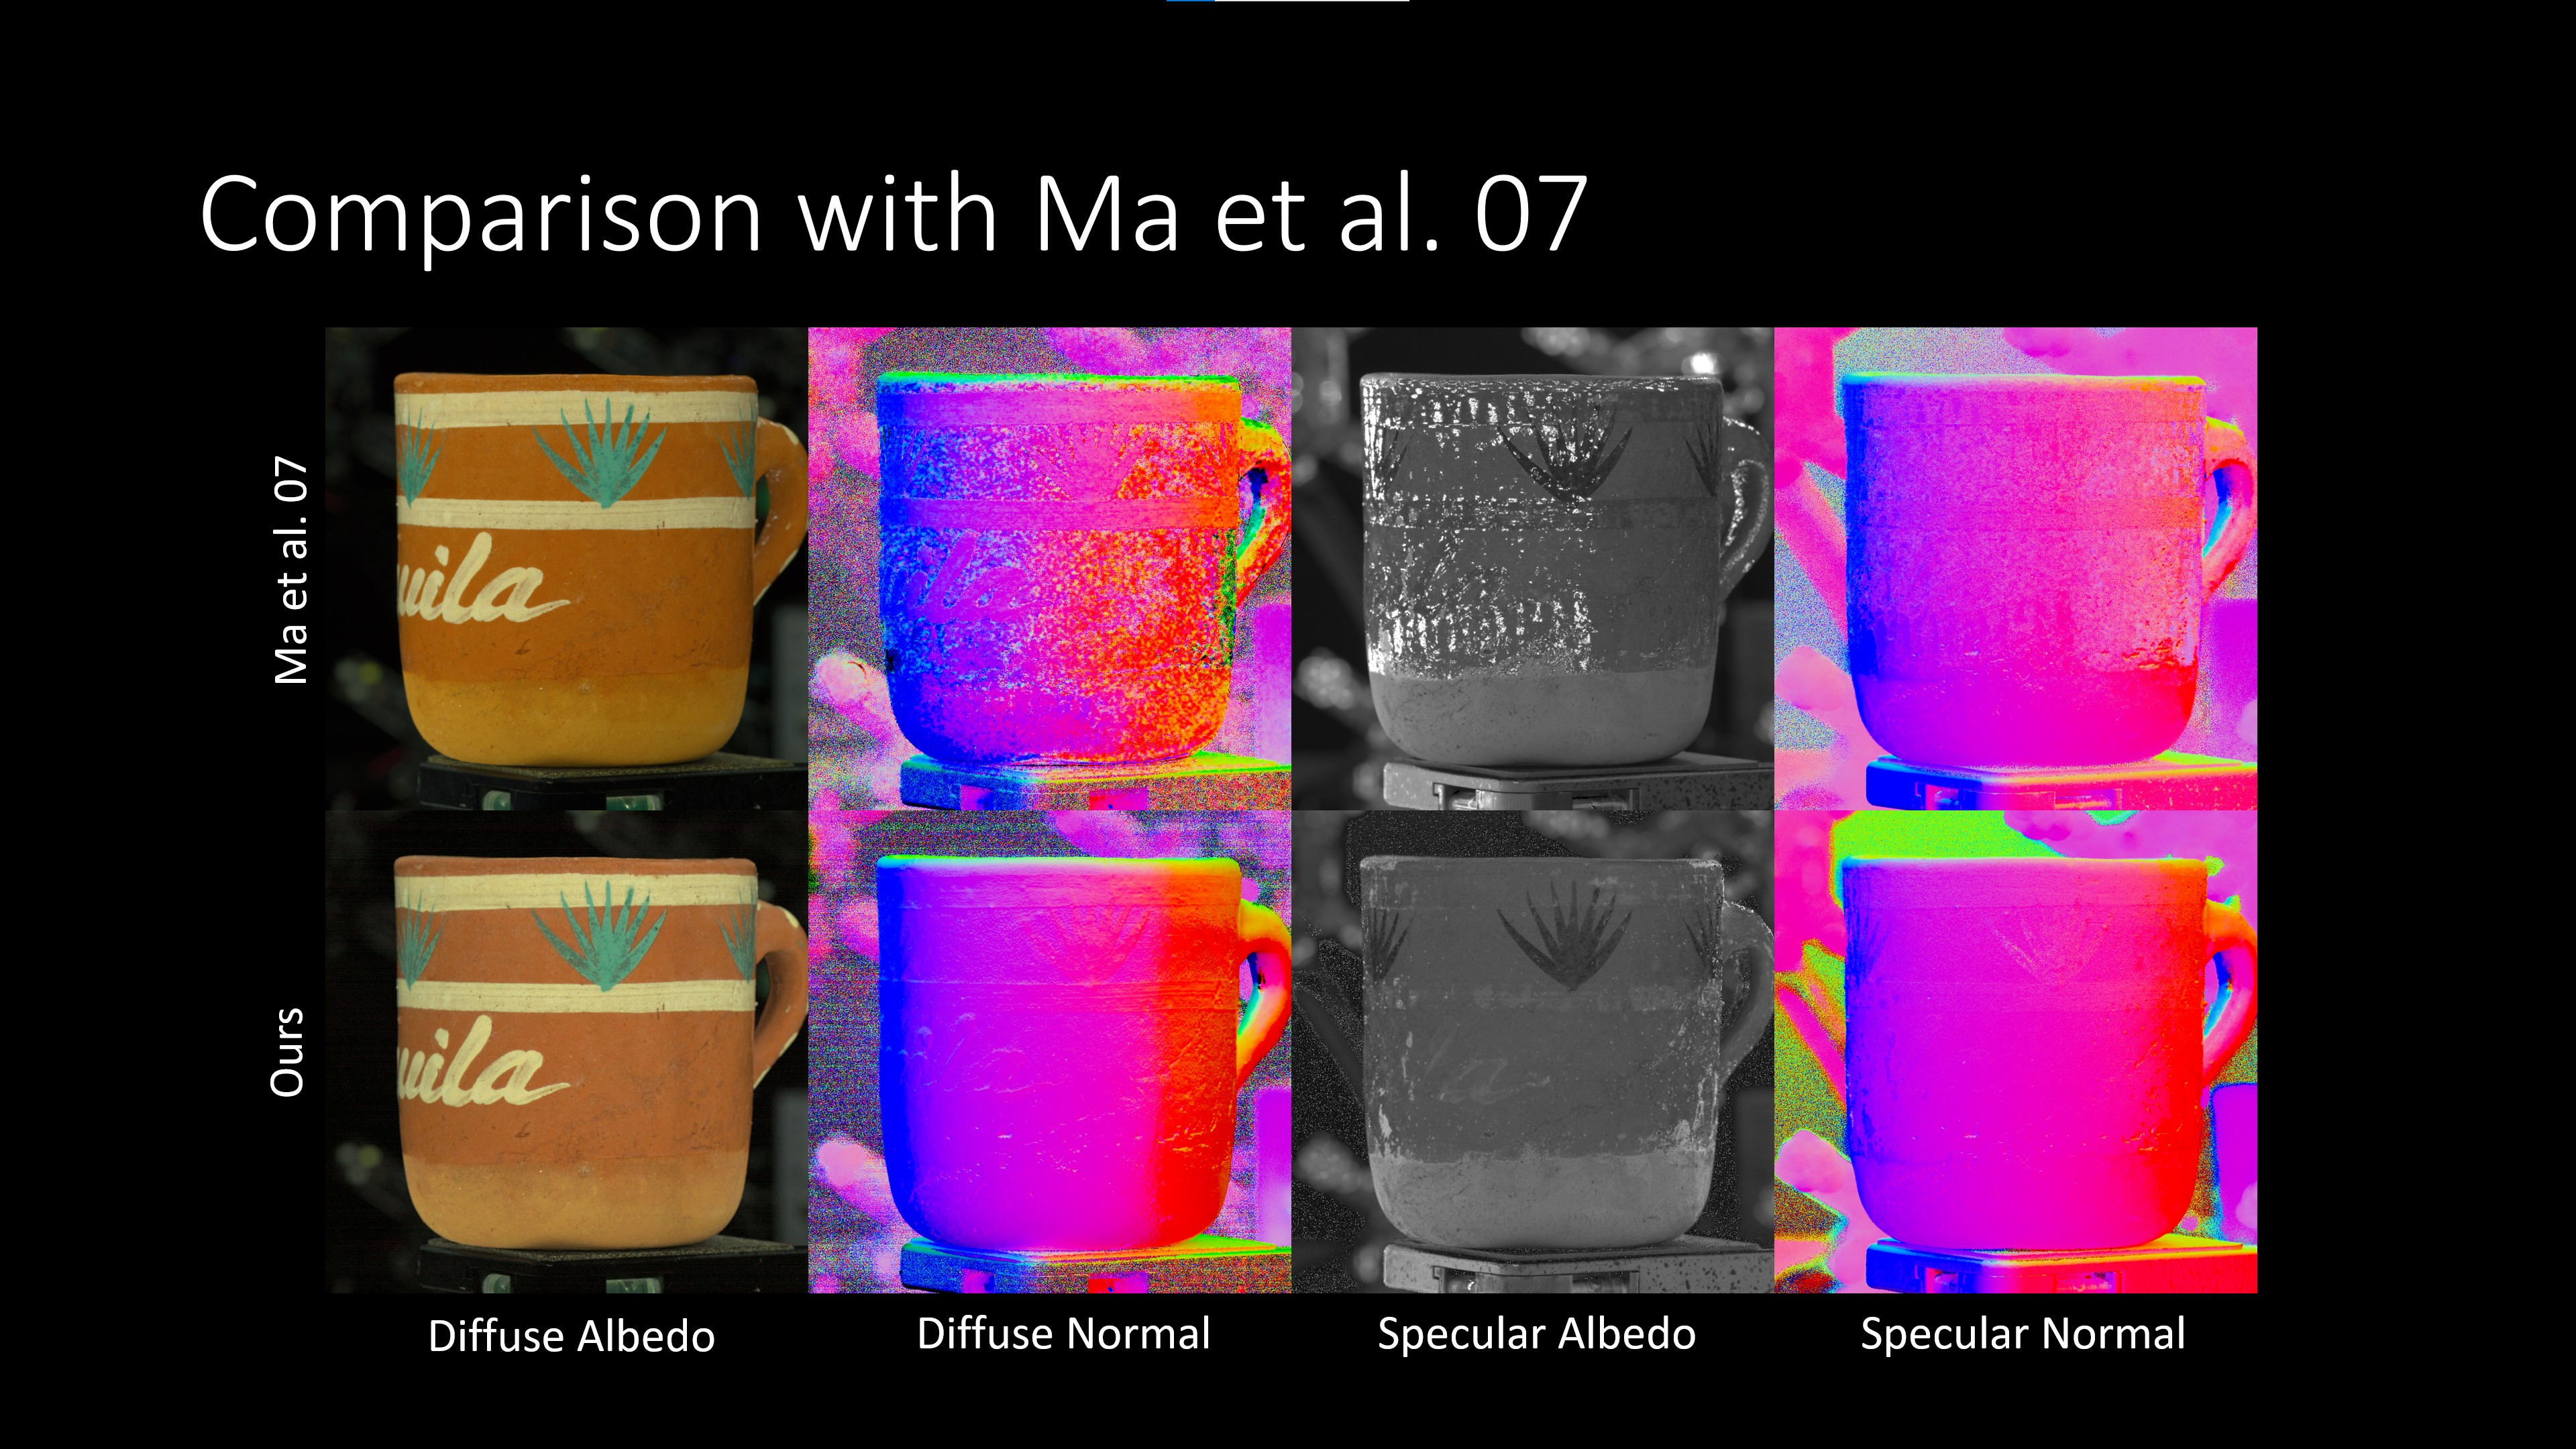 Comparison with Ma et al. 07
Ma et al. 07
uila
Ours
uila
Diffuse Albedo
Diffuse Normal
Specular Albedo
Specular Normal